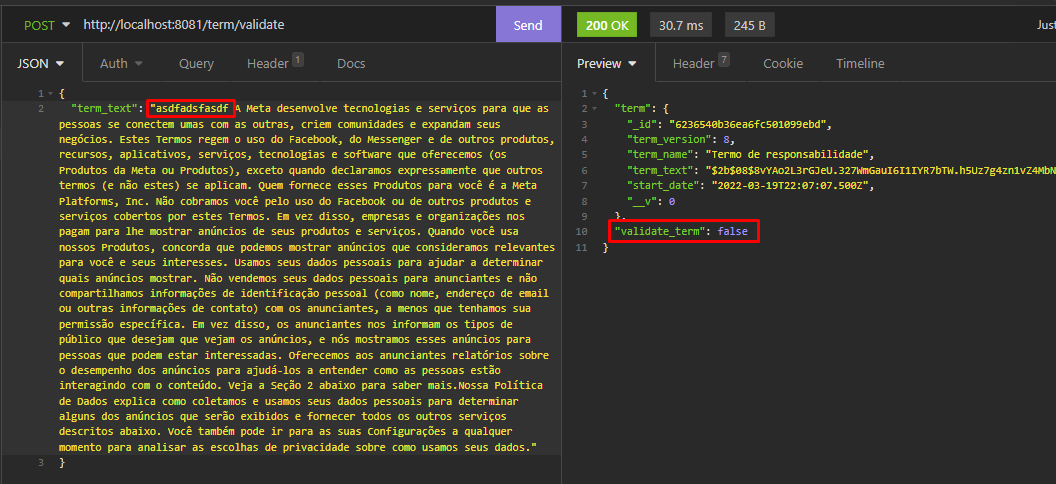 POST http://localhost:8081/term/validate Send 200 OK 30.7 ms 245 B Just
JSON Auth Query Header 1 Docs Preview Header 7 Cookie Timeline
1 {
2 "term_text": "asdfadsfasdf A Meta desenvolve tecnologias e serviços para que as
pessoas se conectem umas com as outras, criem comunidades e expandam seus
negócios. Estes Termos regem o uso do Facebook, do Messenger e de outros produtos,
recursos, aplicativos, serviços, tecnologias e software que oferecemos (os
Produtos da Meta ou Produtos), exceto quando declaramos expressamente que outros
termos (e não estes) se aplicam. Quem fornece esses Produtos para você é a Meta
Platforms, Inc. Não cobramos você pelo uso do Facebook ou de outros produtos e
serviços cobertos por estes Termos. Em vez disso, empresas e organizações nos
pagam para lhe mostrar anúncios de seus produtos e serviços. Quando você usa
nossos Produtos, concorda que podemos mostrar anúncios que consideramos relevantes
para você e seus interesses. Usamos seus dados pessoais para ajudar a determinar
quais anúncios mostrar. Não vendemos seus dados pessoais para anunciantes e não
compartilhamos informações de identificação pessoal (como nome, endereço de email
ou outras informações de contato) com os anunciantes, a menos que tenhamos sua
permissão específica. Em vez disso, os anunciantes nos informam os tipos de
público que desejam que vejam os anúncios, e nós mostramos esses anúncios para
pessoas que podem estar interessadas. Oferecemos aos anunciantes relatórios sobre
o desempenho dos anúncios para ajudá-los a entender como as pessoas estão
interagindo com o conteúdo. Veja a Seção 2 abaixo para saber mais.Nossa Política
de Dados explica como coletamos e usamos seus dados pessoais para determinar
alguns dos anúncios que serão exibidos e fornecer todos os outros serviços
descritos abaixo. Você também pode ir para as suas Configurações a qualquer
momento para analisar as escolhas de privacidade sobre como usamos seus dados."
3 }
1 {
2 "term": {
3 "_id": "6236540b36ea6fc501099ebd",
4 "term_version": 8,
5 "term_name": "Termo de responsabilidade",
6 "term_text": "$2b$08$8vYAo2L3rGJeU.327WmGauI6I1IYR7bTW.h5Uz7g4zn1vZ4MbN
7 "start_date": "2022-03-19T22:07:07.500Z",
8 "__v": 0
9 },
10 "validate_term": false
11 }